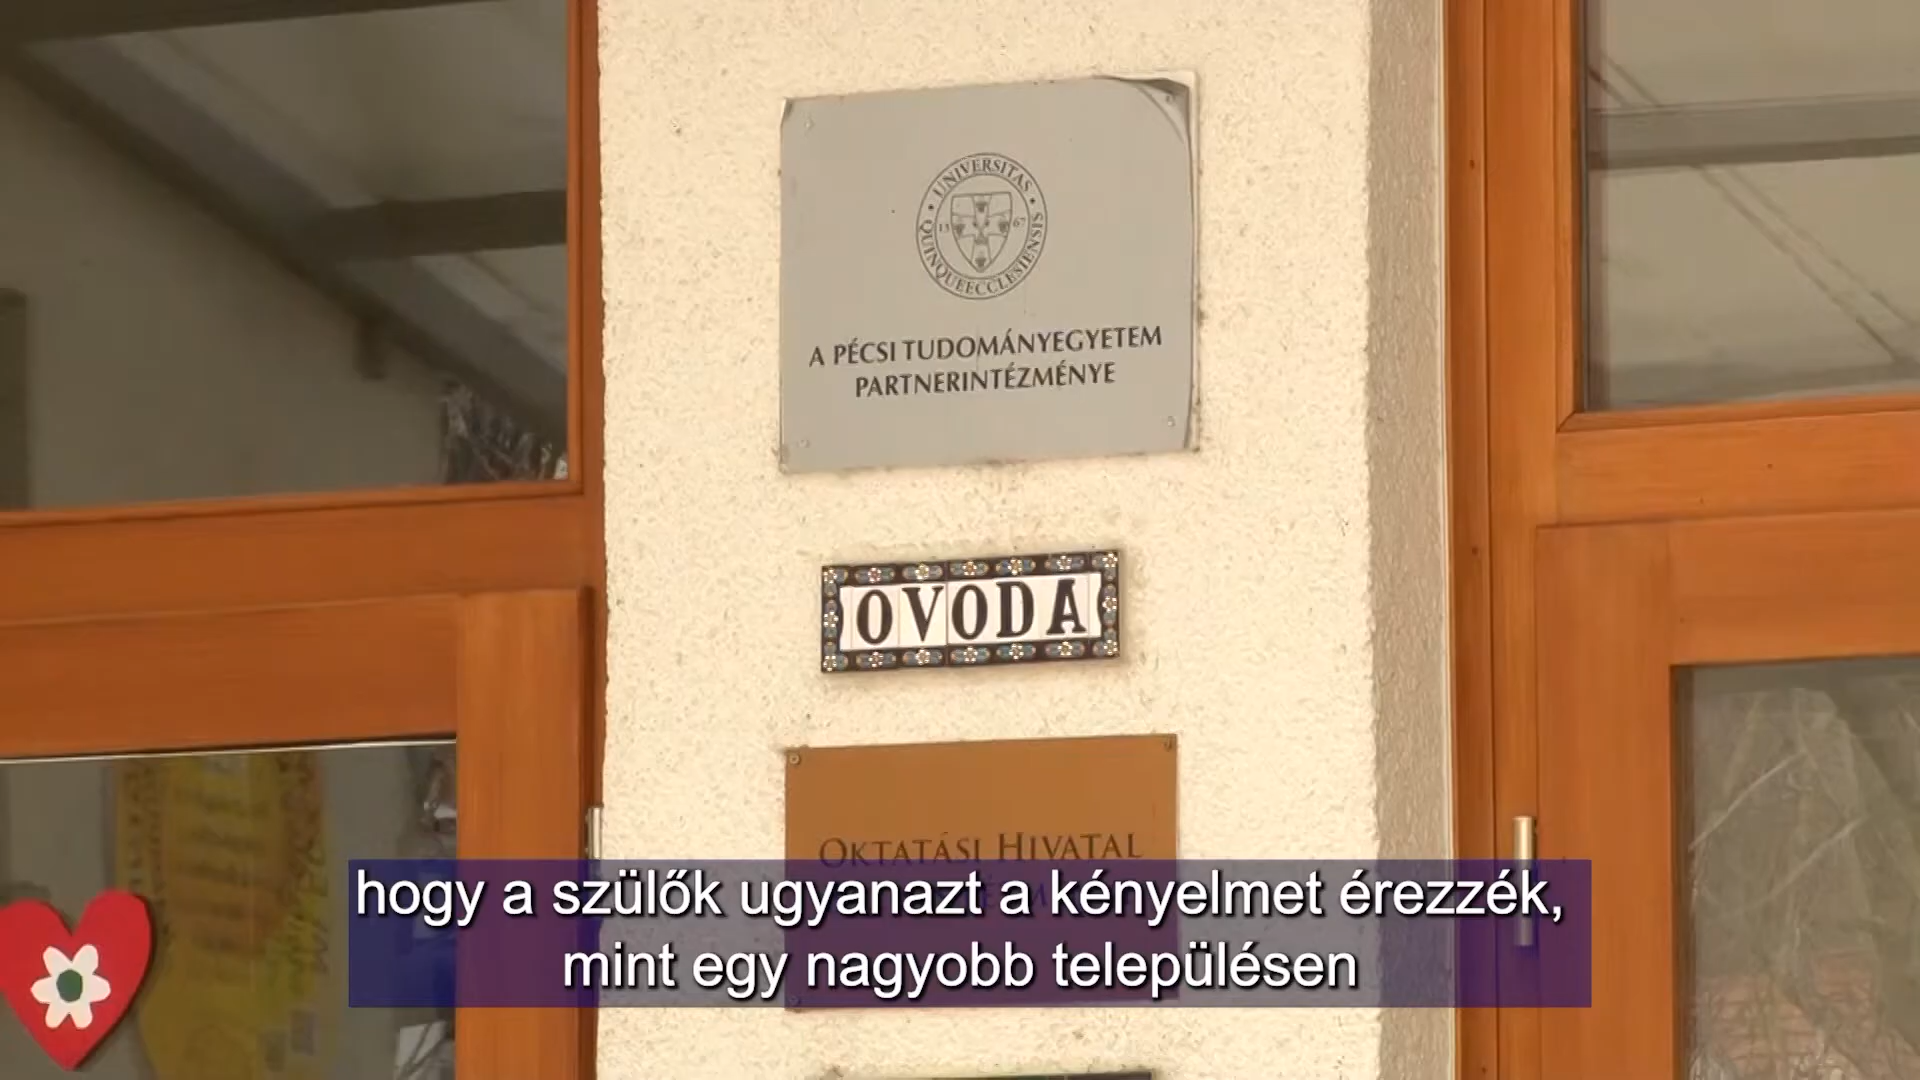 UNIVERSITAS
QUINQUEECCLESIENSIS
13 67
A PÉCSI TUDOMÁNYEGYETEM
PARTNERINTÉZMÉNYE
OVODA
OKTATÁSI HIVATAL
hogy a szülők ugyanazt a kényelmet érezzék,
mint egy nagyobb településen